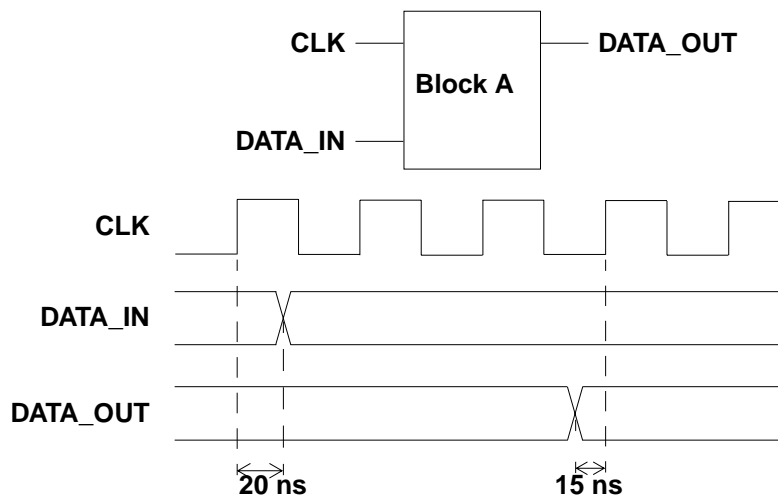 CLK DATA_OUT
Block A
DATA_IN
CLK
DATA_IN
DATA_OUT
20 ns 15 ns